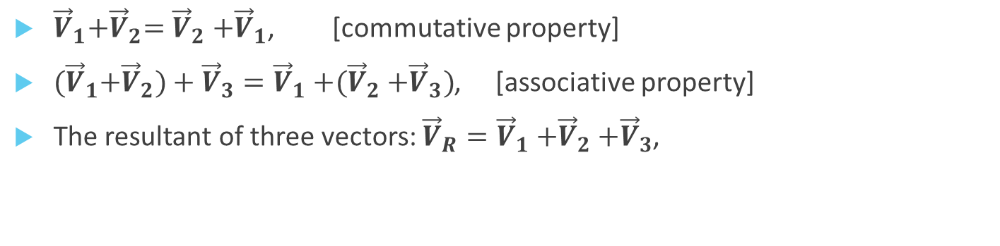 ▶ V⃗₁+V⃗₂= V⃗₂ +V⃗₁, [commutative property]
▶ (V⃗₁+V⃗₂) + V⃗₃ = V⃗₁ +(V⃗₂ +V⃗₃), [associative property]
▶ The resultant of three vectors: V⃗_R = V⃗₁ +V⃗₂ +V⃗₃,